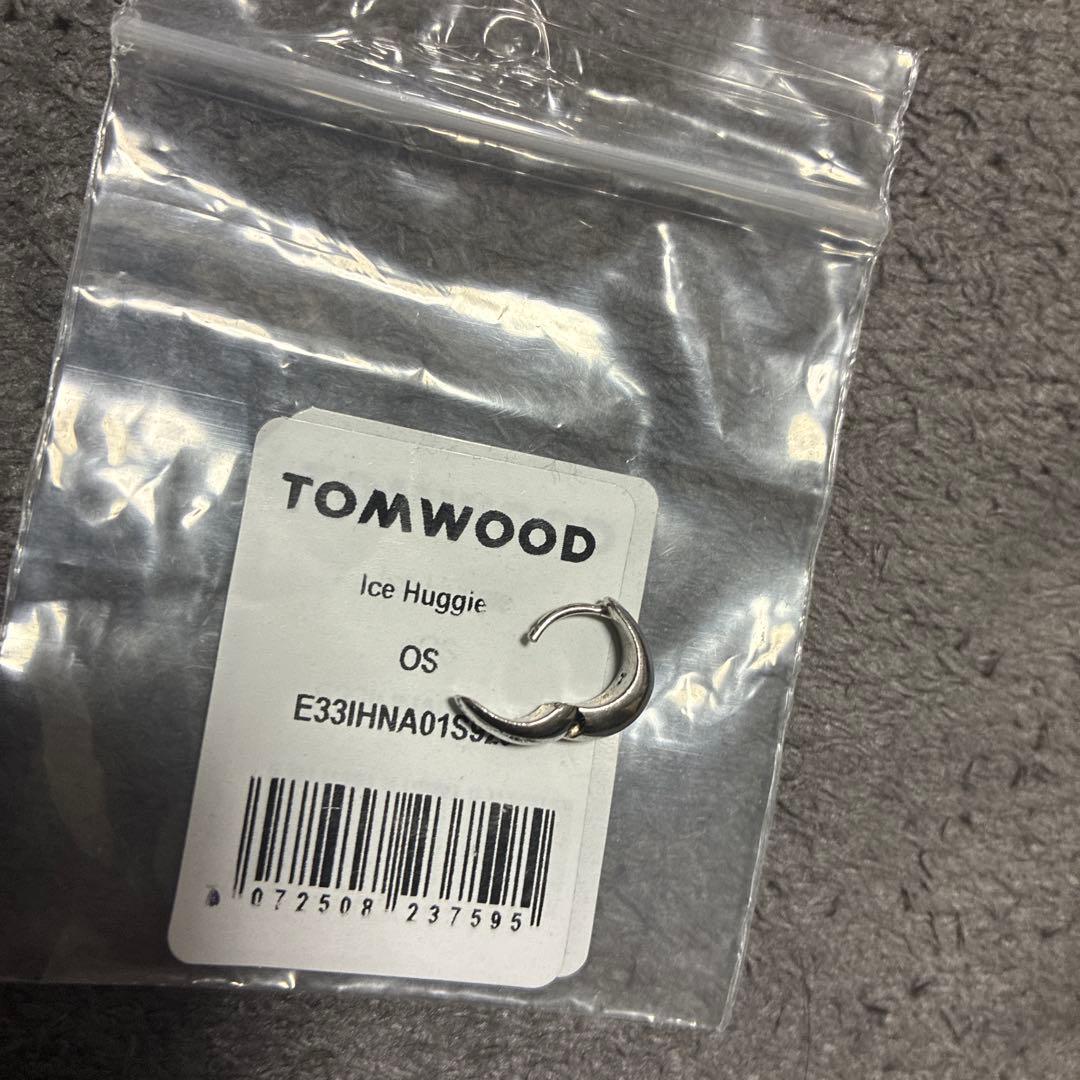 TOMWOOD
Ice Huggie
OS
072508 237595